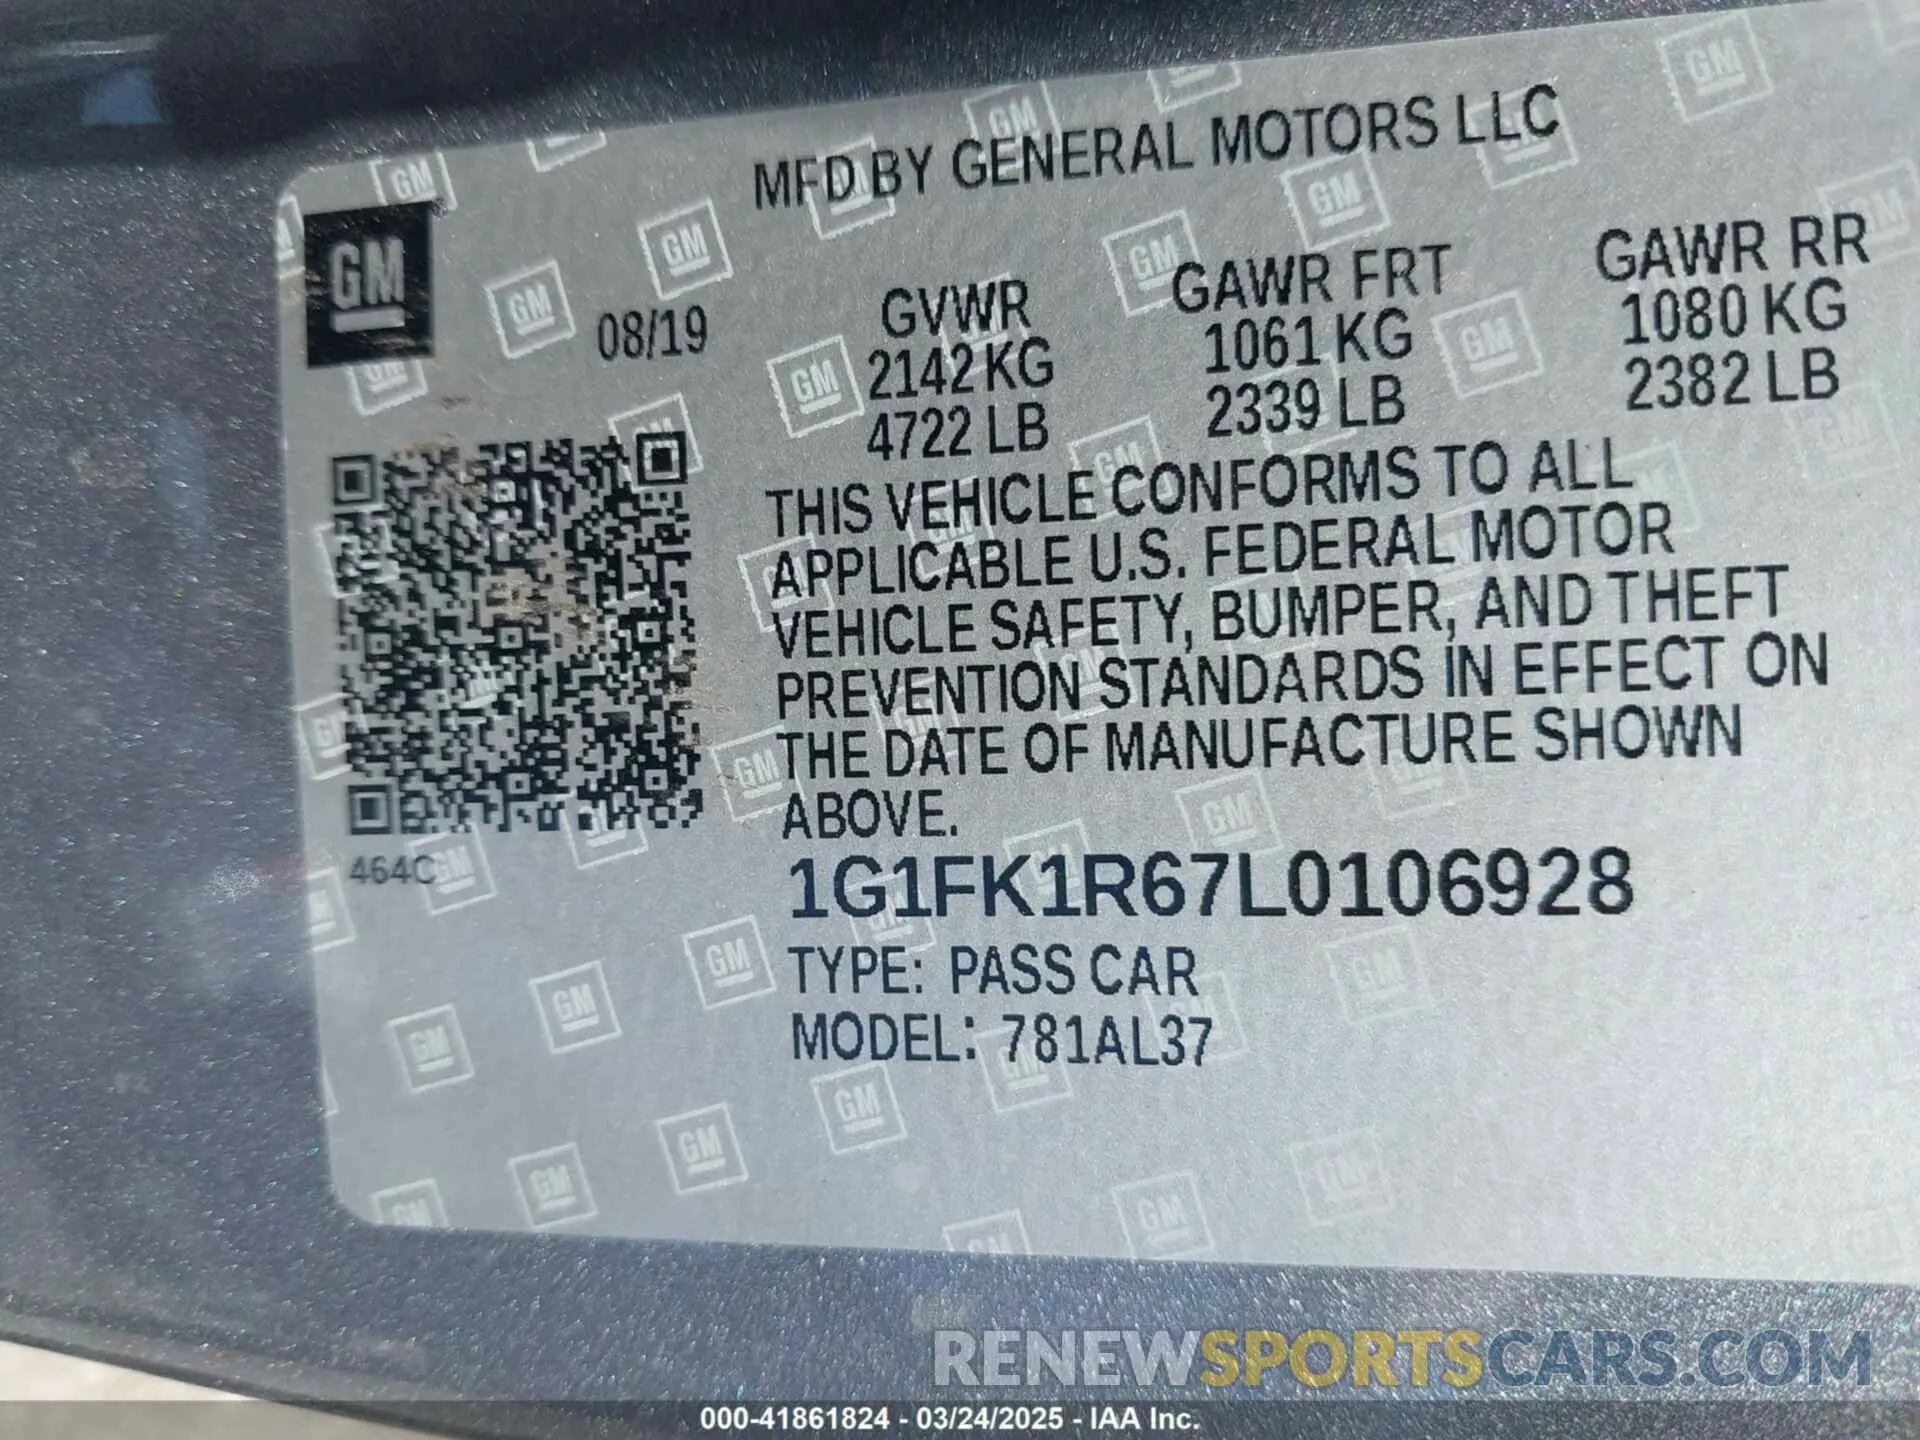 MFD BY GENERAL MOTORS LLC
GM
08/19
GVWR
2142 KG
4722 LB
GAWR FRT
1061 KG
2339 LB
GAWR RR
1080 KG
2382 LB
THIS VEHICLE CONFORMS TO ALL
APPLICABLE U.S. FEDERAL MOTOR
VEHICLE SAFETY, BUMPER, AND THEFT
PREVENTION STANDARDS IN EFFECT ON
THE DATE OF MANUFACTURE SHOWN
ABOVE.
464C
1G1FK1R67L0106928
TYPE: PASS CAR
MODEL: 781AL37
RENEWSPORTSCARS.COM
000-41861824 - 03/24/2025 - IAA Inc.